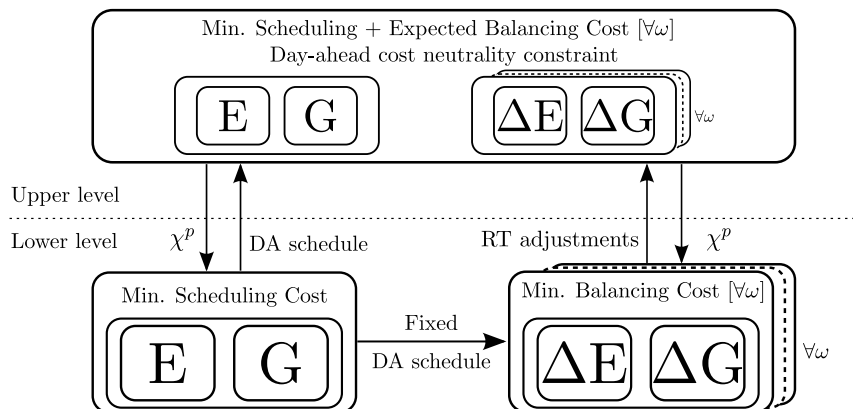 Min. Scheduling + Expected Balancing Cost [∀ω]
Day-ahead cost neutrality constraint
E G ΔE ΔG ∀ω
Upper level
Lower level
χ^p
DA schedule
RT adjustments
χ^p
Min. Scheduling Cost
E G
Fixed
DA schedule
Min. Balancing Cost [∀ω]
ΔE ΔG
∀ω